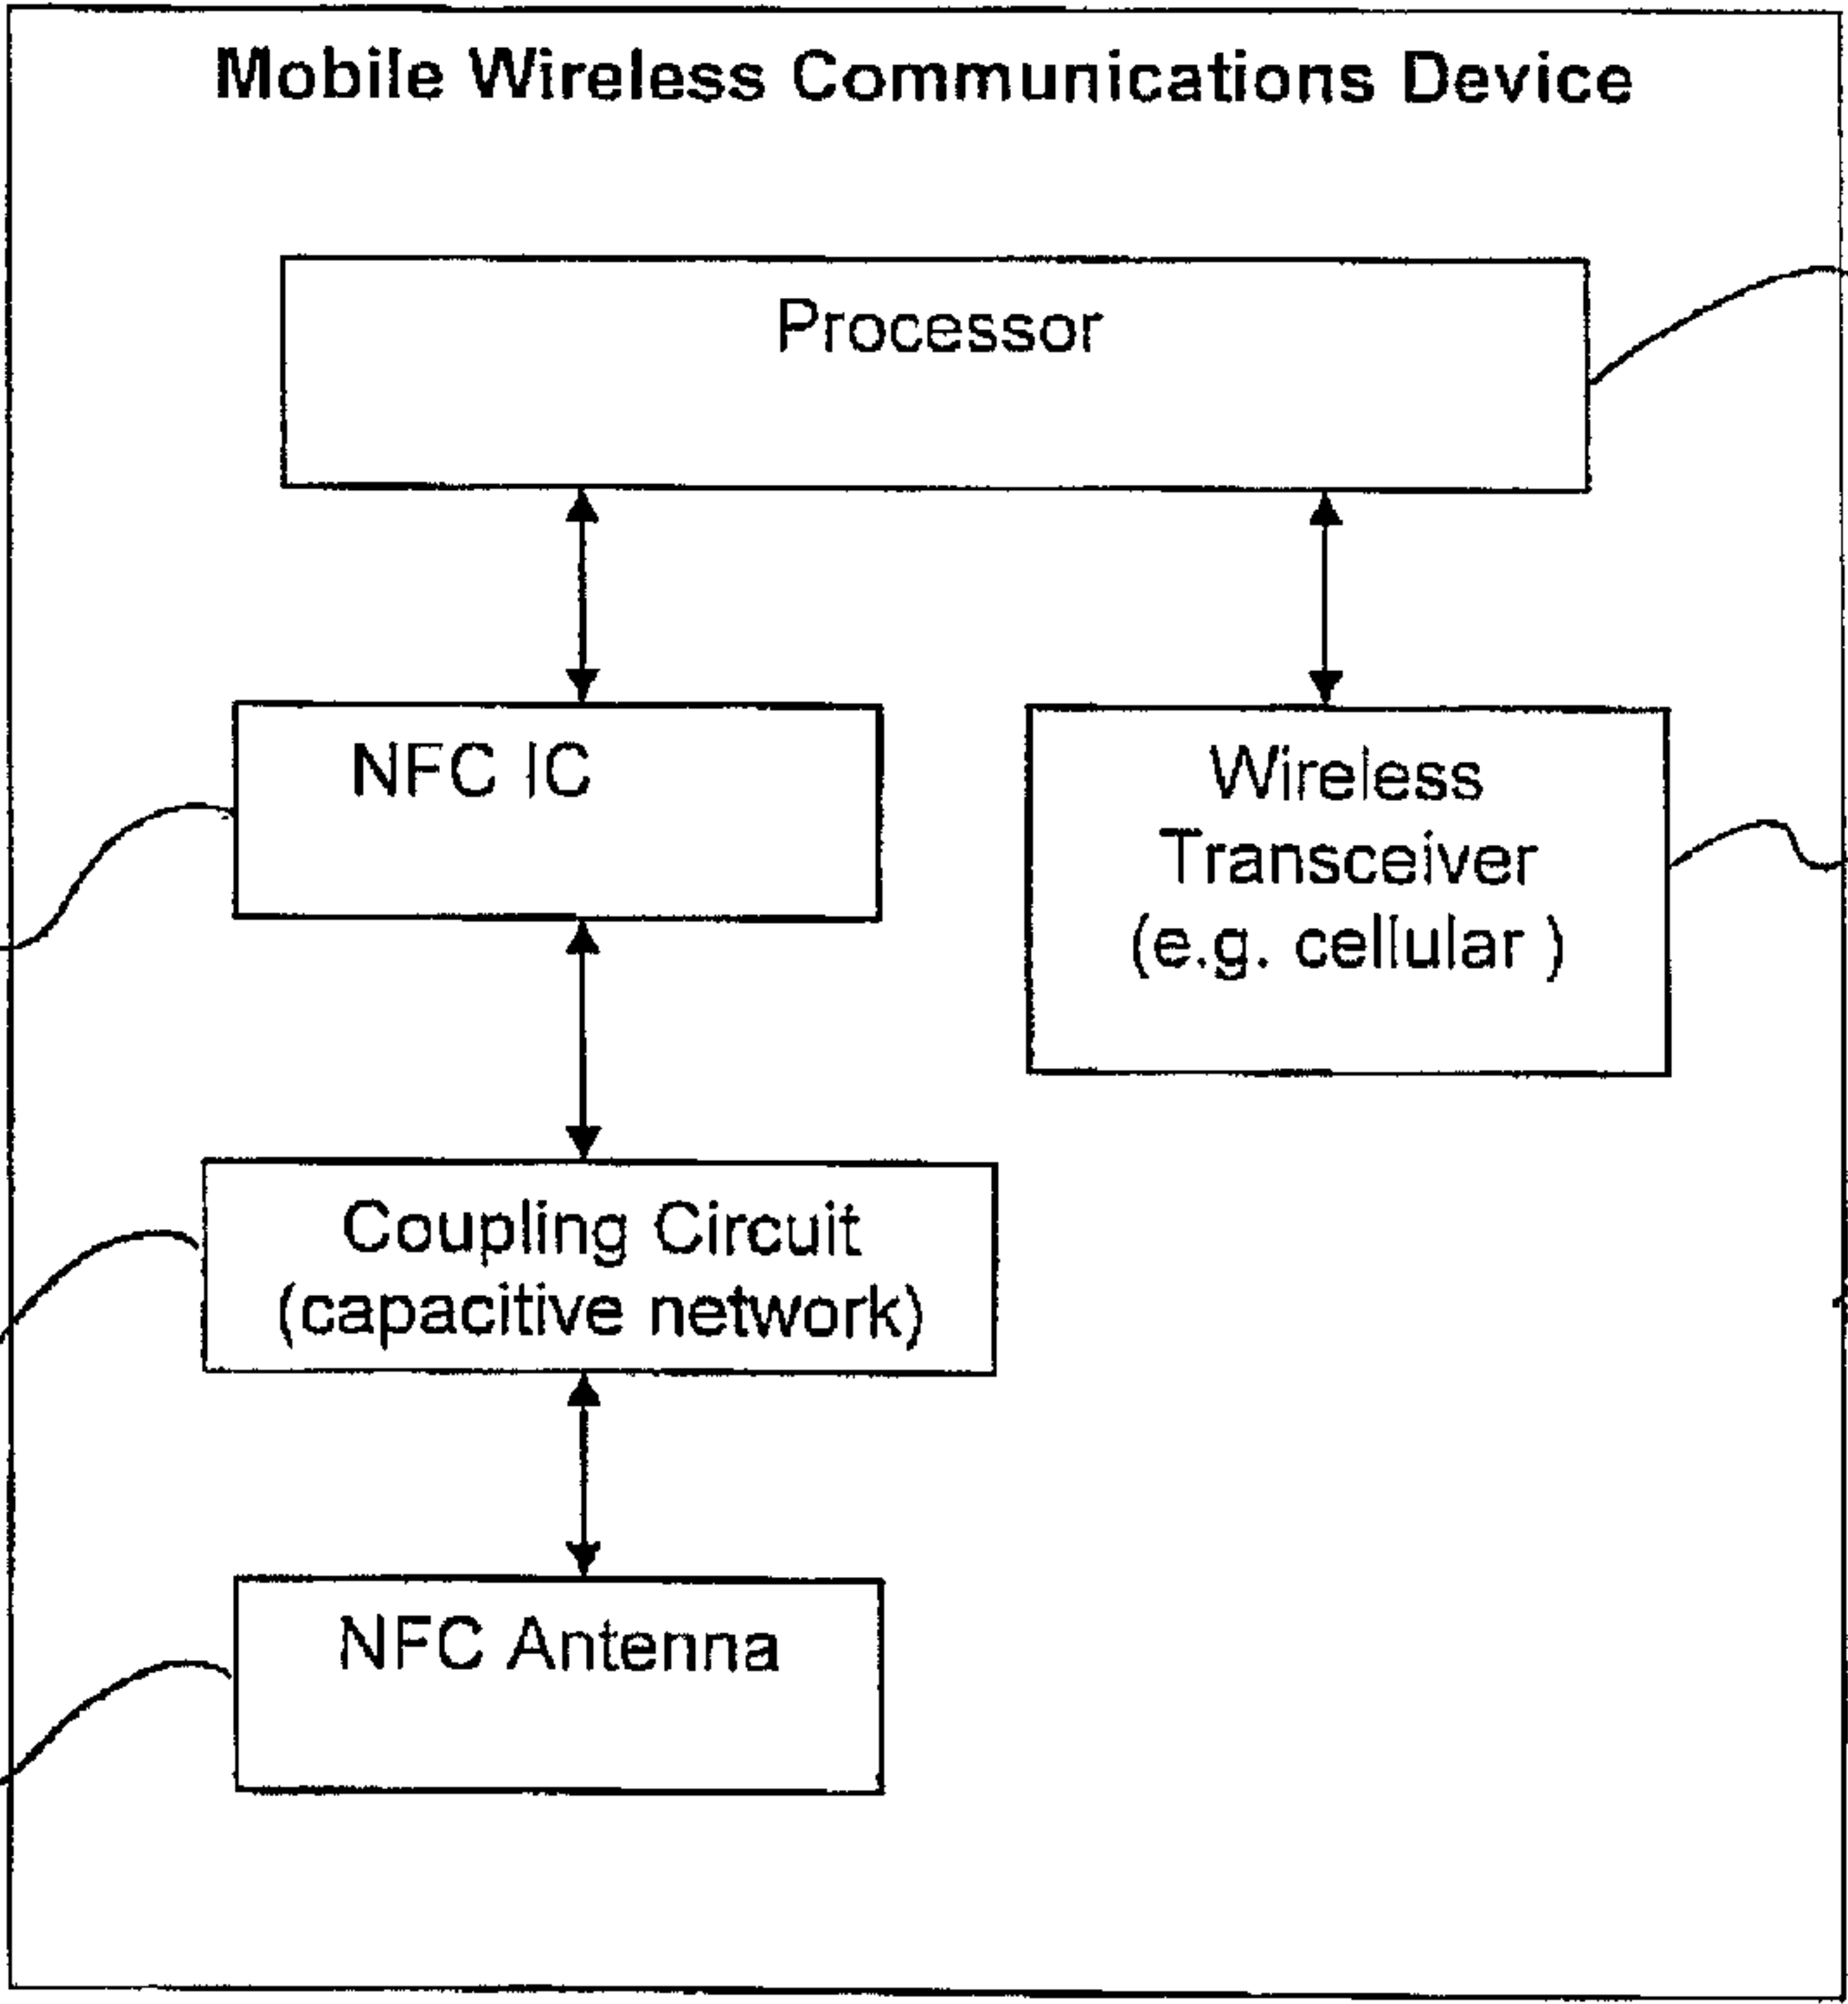 Mobile Wireless Communications Device
Processor
NFC IC
Wireless
Transceiver
(e.g. cellular )
Coupling Circuit
(capacitive network)
NFC Antenna